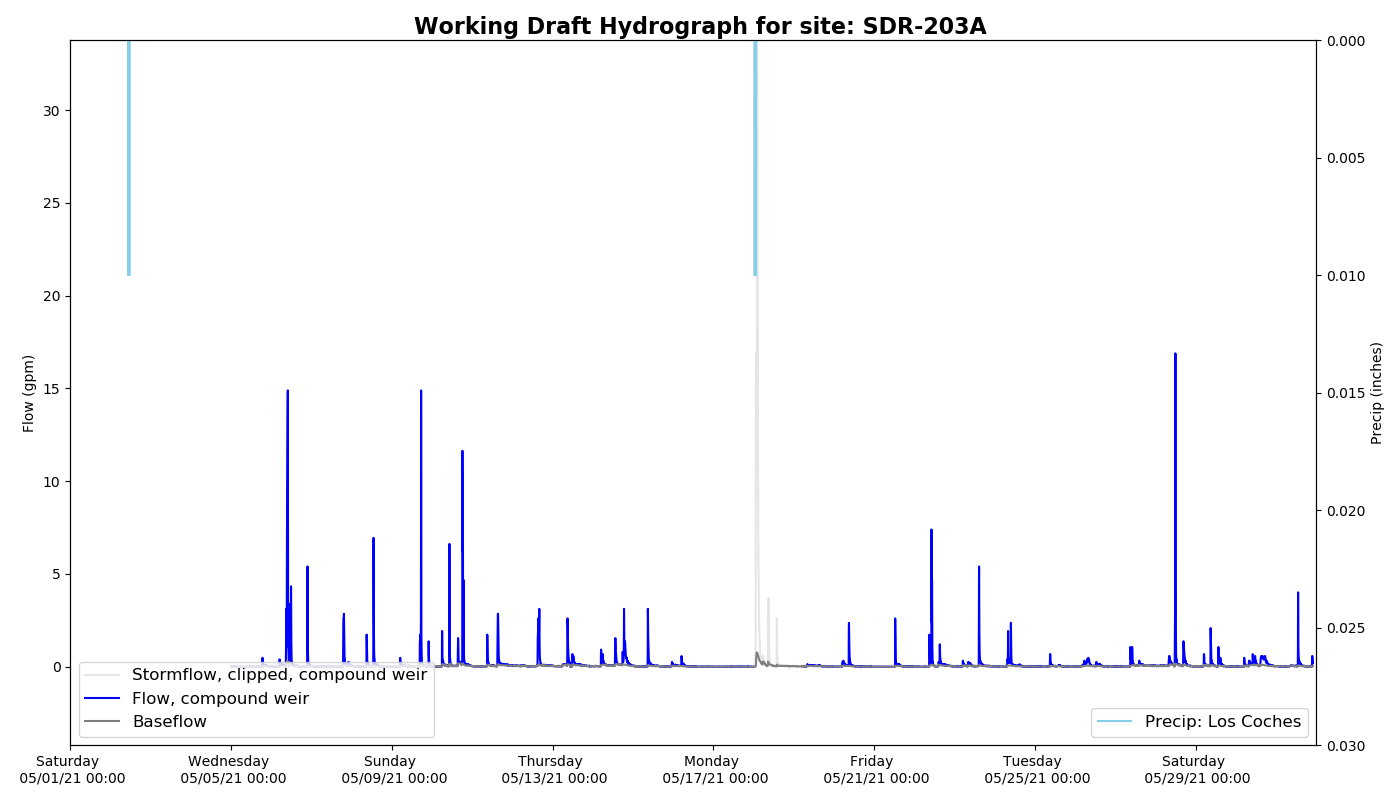 Working Draft Hydrograph for site: SDR-203A
Flow (gpm)
30
25
20
15
10
5
0
0.000
0.005
0.010
0.015
0.020
0.025
0.030
Precip (inches)
Stormflow, clipped, compound weir
Flow, compound weir
Baseflow
Precip: Los Coches
Saturday
05/01/21 00:00
Wednesday
05/05/21 00:00
Sunday
05/09/21 00:00
Thursday
05/13/21 00:00
Monday
05/17/21 00:00
Friday
05/21/21 00:00
Tuesday
05/25/21 00:00
Saturday
05/29/21 00:00